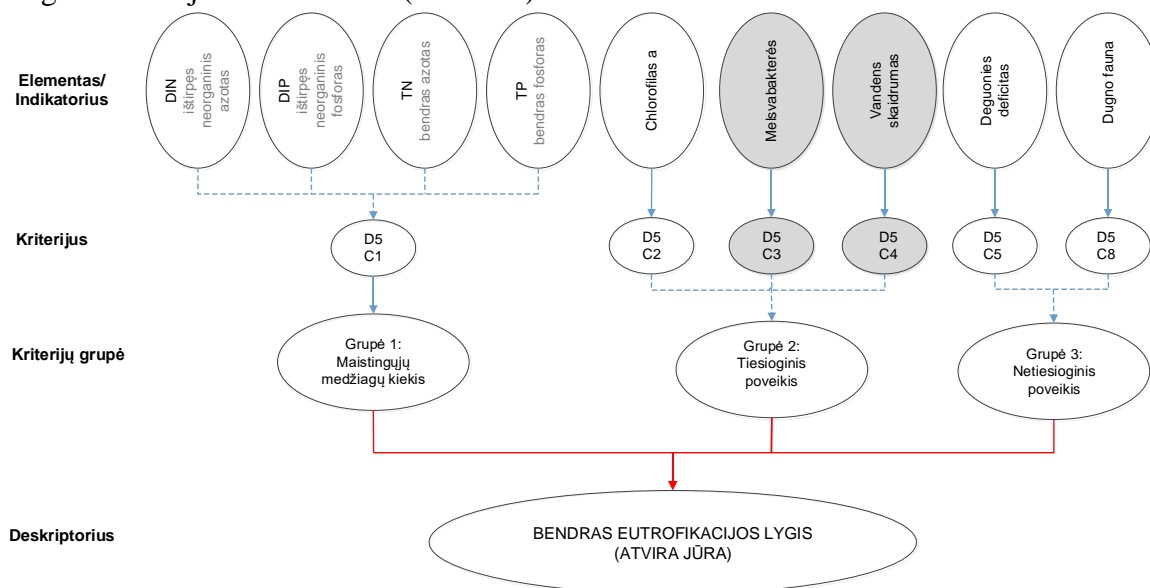 Elementas/
Indikatorius
DIN
ištirpęs
neorganinis
azotas
DIP
ištirpęs
neorganinis
fosforas
TN
bendras azotas
TP
bendras fosforas
Chlorofilas a
Melsvabakterės
Vandens
skaidrumas
Deguonies
deficitas
Dugno fauna
Kriterijus
D5
C1
D5
C2
D5
C3
D5
C4
D5
C5
D5
C8
Kriterijų grupė
Grupė 1:
Maistingųjų
medžiagų kiekis
Grupė 2:
Tiesioginis
poveikis
Grupė 3:
Netiesioginis
poveikis
Deskriptorius
BENDRAS EUTROFIKACIJOS LYGIS
(ATVIRA JŪRA)